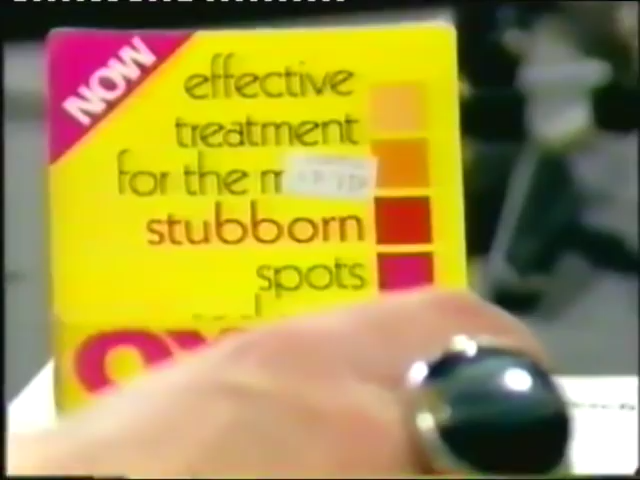 NOW
effective
treatment
for the m
stubborn
spots